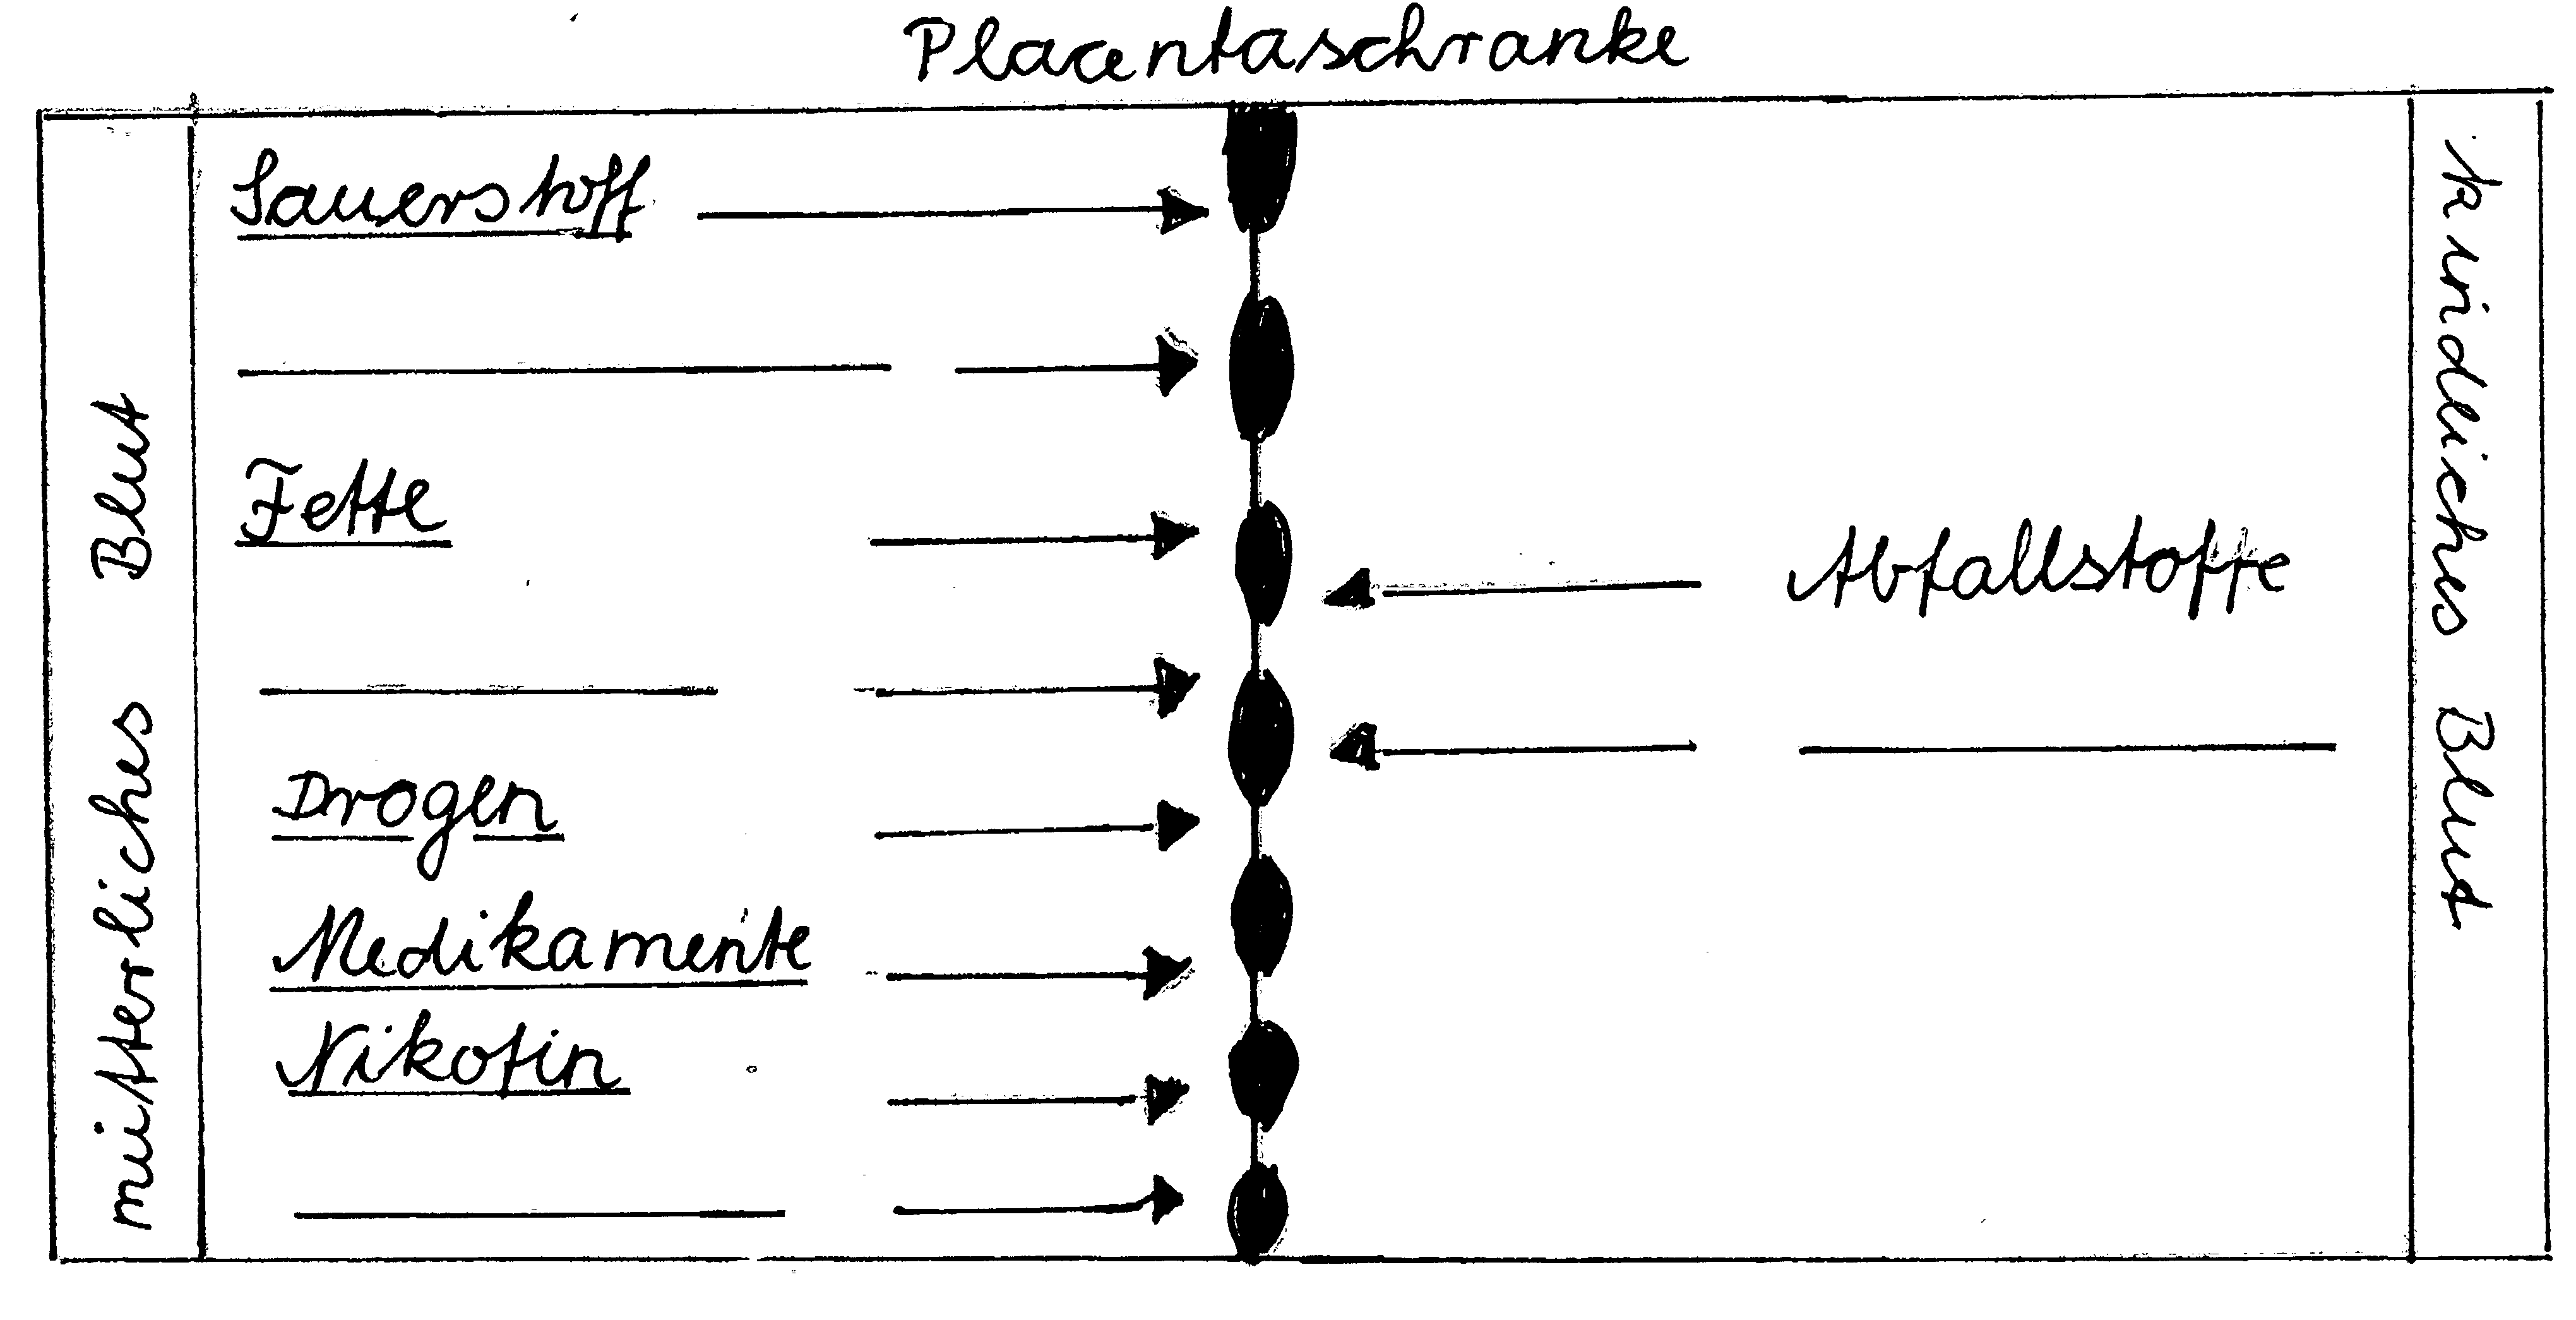 Placentaschranke
mütterliches Blut
Sauerstoff
Fette
Drogen
Medikamente
Nikotin
Abfallstoffe
kindliches Blut